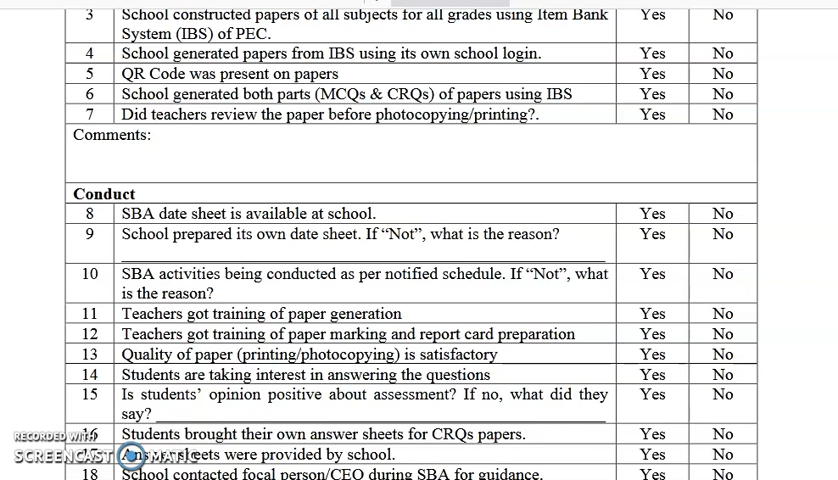 3 School constructed papers of all subjects for all grades using Item Bank Yes No
System (IBS) of PEC.
4 School generated papers from IBS using its own school login. Yes No
5 QR Code was present on papers Yes No
6 School generated both parts (MCQs & CRQs) of papers using IBS Yes No
7 Did teachers review the paper before photocopying/printing?. Yes No
Comments:
Conduct
8 SBA date sheet is available at school. Yes No
9 School prepared its own date sheet. If “Not”, what is the reason? Yes No
10 SBA activities being conducted as per notified schedule. If “Not”, what Yes No
is the reason?
11 Teachers got training of paper generation Yes No
12 Teachers got training of paper marking and report card preparation Yes No
13 Quality of paper (printing/photocopying) is satisfactory Yes No
14 Students are taking interest in answering the questions Yes No
15 Is students’ opinion positive about assessment? If no, what did they Yes No
say?
16 Students brought their own answer sheets for CRQs papers. Yes No
17 Answer sheets were provided by school. Yes No
18 School contacted focal person/CEO during SBA for guidance. Yes No
RECORDED WITH
SCREENCAST MATIC